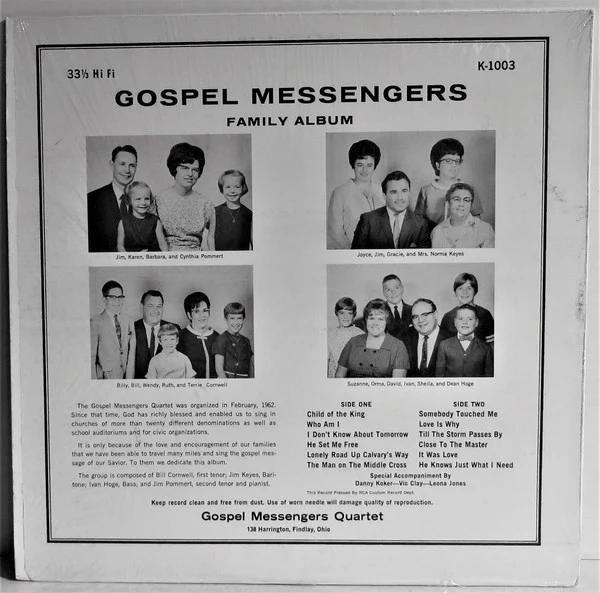 33⅓ Hi Fi
K-1003
GOSPEL MESSENGERS
FAMILY ALBUM
Jim, Karen, Barbara, and Cynthia Pommert
Joyce, Jim, Gracie, and Mrs. Norma Keyes
Billy, Bill, Wendy, Ruth, and Terrie Cornwell
Suzanne, Orma, David, Ivan, Sheila, and Dean Hoge
The Gospel Messengers Quartet was organized in February, 1962.
Since that time, God has richly blessed and enabled us to sing in
churches of more than twenty different denominations as well as
school auditoriums and for civic organizations.
It is only because of the love and encouragement of our families
that we have been able to travel many miles and sing the gospel mes-
sage of our Savior. To them we dedicate this album.
The group is composed of Bill Cornwell, first tenor; Jim Keyes, Bari-
tone; Ivan Hoge, Bass; and Jim Pommert, second tenor and pianist.
SIDE ONE
Child of the King
Who Am I
I Don't Know About Tomorrow
He Set Me Free
Lonely Road Up Calvary's Way
The Man on The Middle Cross
SIDE TWO
Somebody Touched Me
Love Is Why
Till The Storm Passes By
Close To The Master
It Was Love
He Knows Just What I Need
Special Accompaniment By
Danny Koker—Vic Clay—Leona Jones
This Record Pressed By RCA Custom Record Dept.
Keep record clean and free from dust. Use of worn needle will damage quality of reproduction.
Gospel Messengers Quartet
138 Harrington, Findlay, Ohio